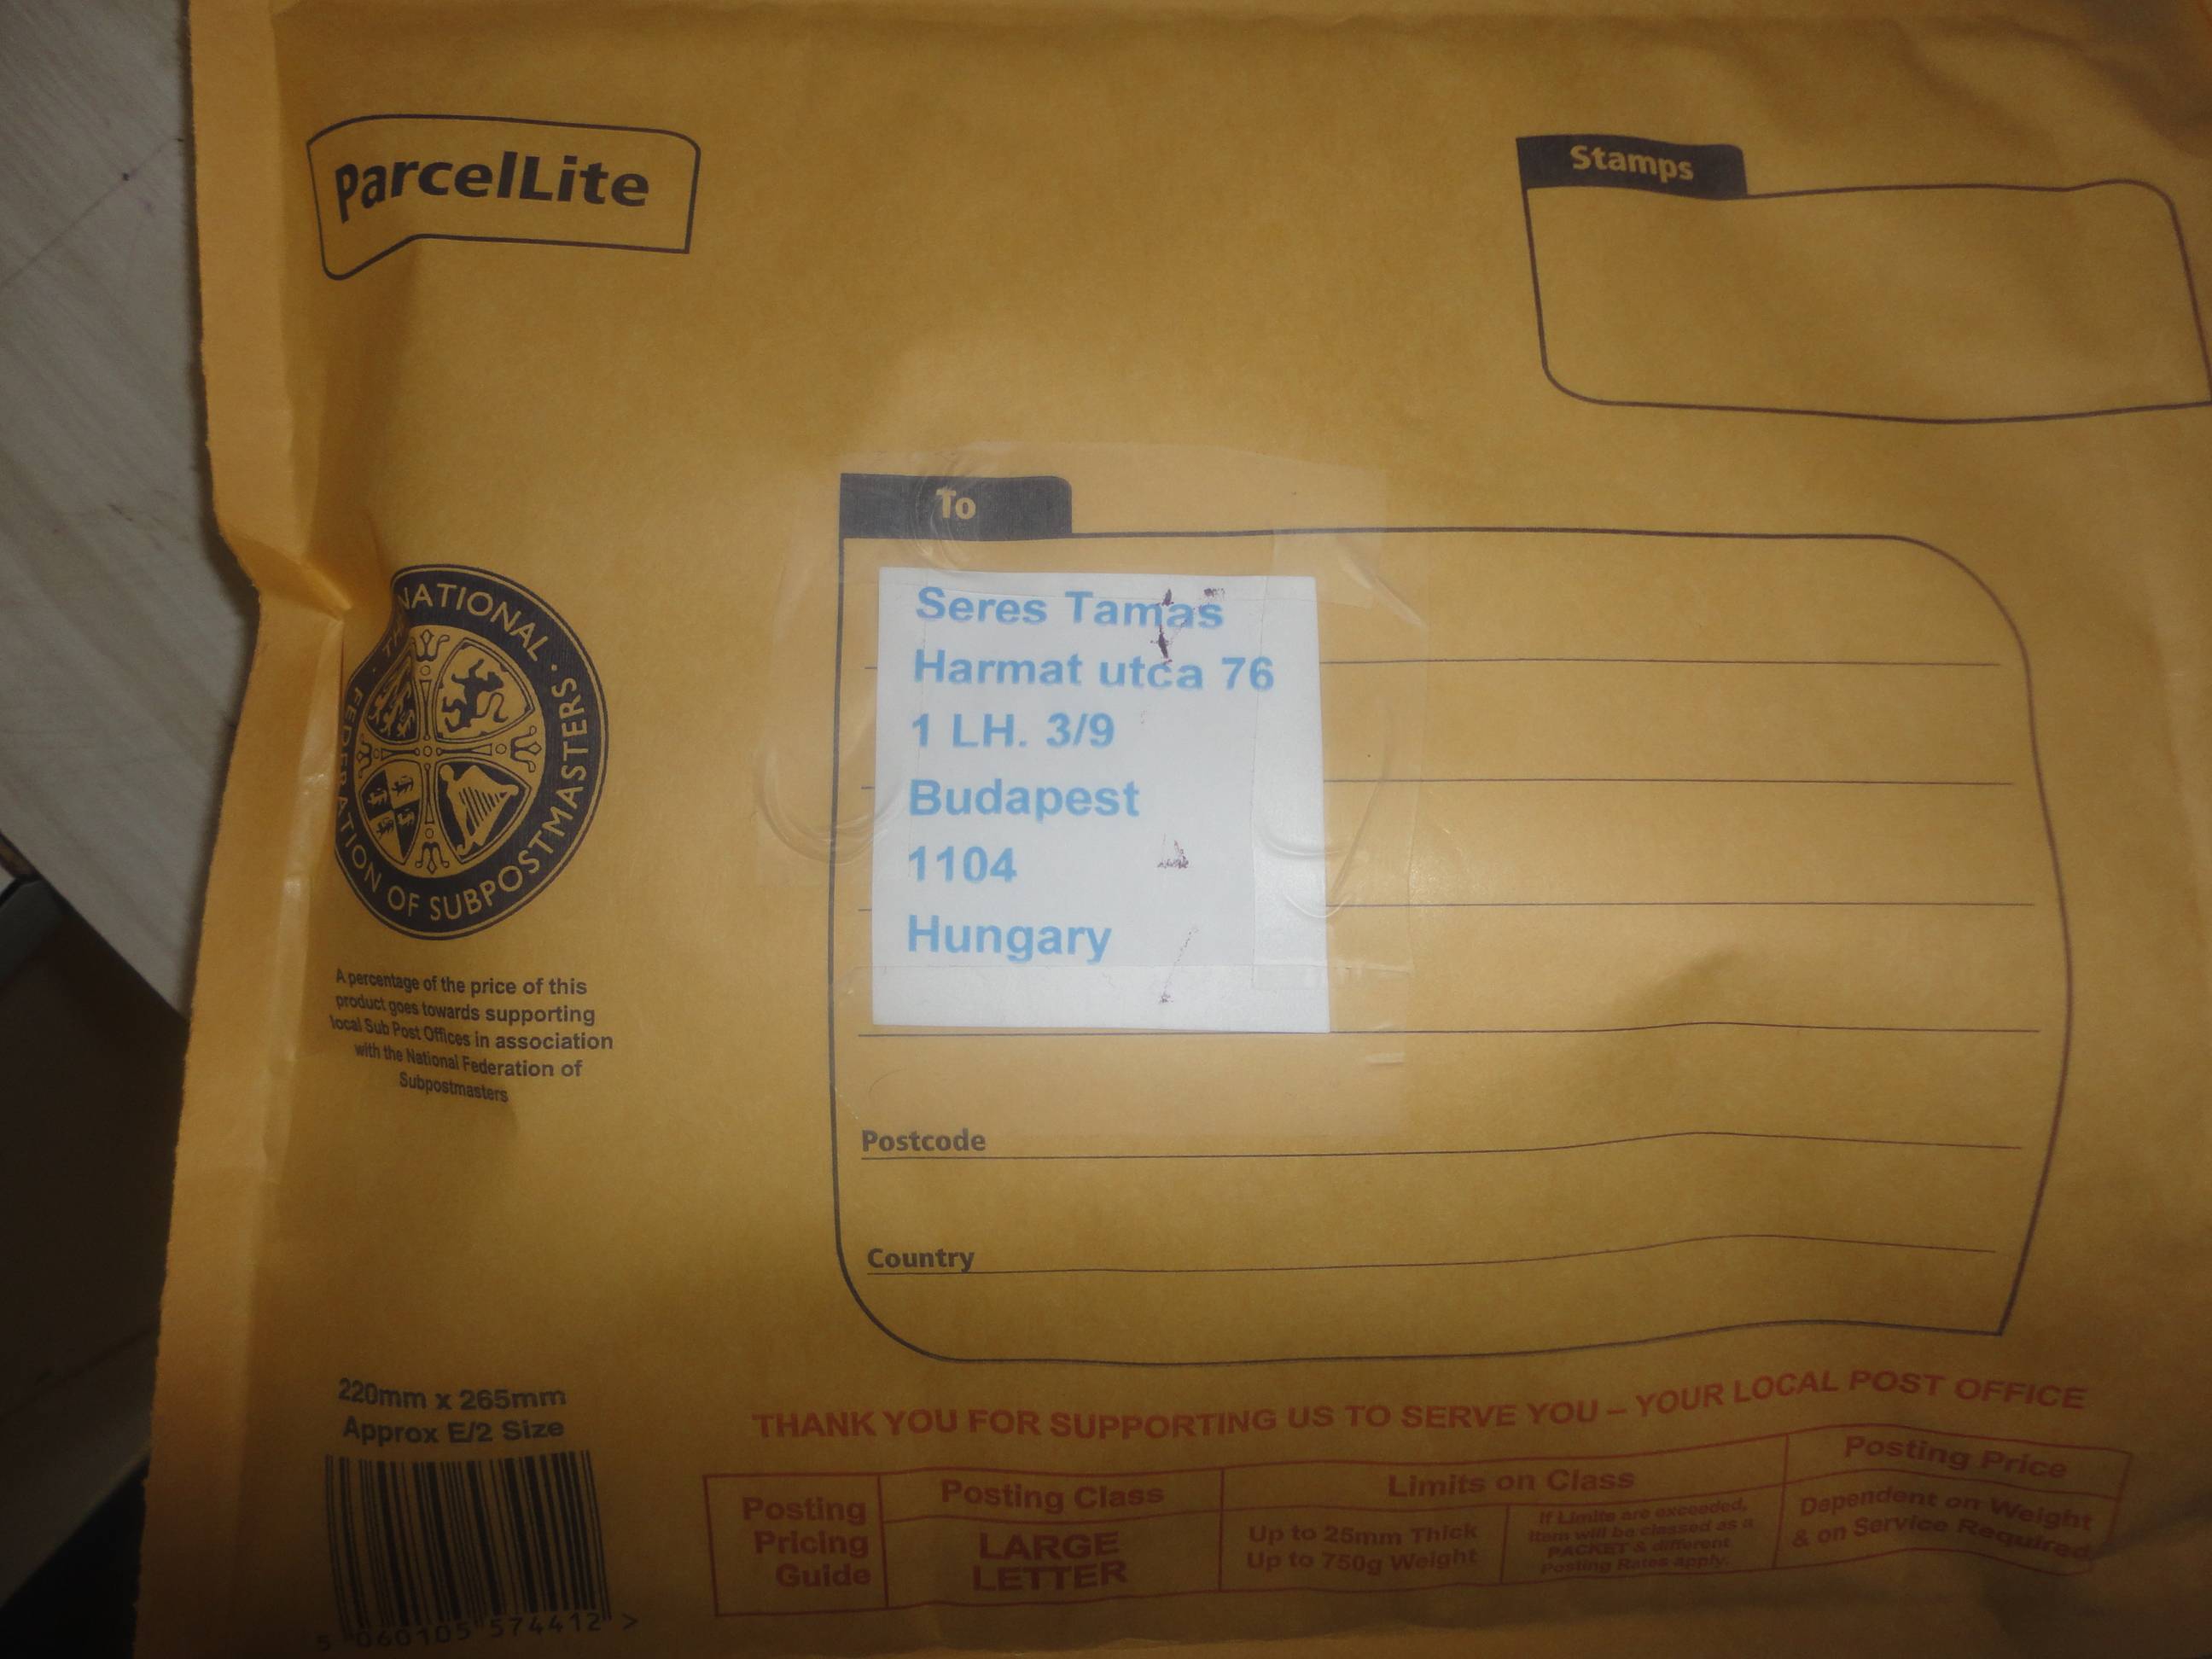 ParcelLite
Stamps
To
Seres Tamas
Harmat utca 76
1 LH. 3/9
Budapest
1104
Hungary
Postcode
Country
· THE NATIONAL · FEDERATION OF SUBPOSTMASTERS
A percentage of the price of this
product goes towards supporting
local Sub Post Offices in association
with the National Federation of
Subpostmasters
220mm x 265mm
Approx E/2 Size
5 060105 574412 >
THANK YOU FOR SUPPORTING US TO SERVE YOU – YOUR LOCAL POST OFFICE
Posting
Pricing
Guide
Posting Class
LARGE
LETTER
Limits on Class
Up to 25mm Thick
Up to 750g Weight
If Limits are exceeded,
item will be classed as a
PACKET & different
Posting Rates apply.
Posting Price
Dependent on Weight
& on Service Required